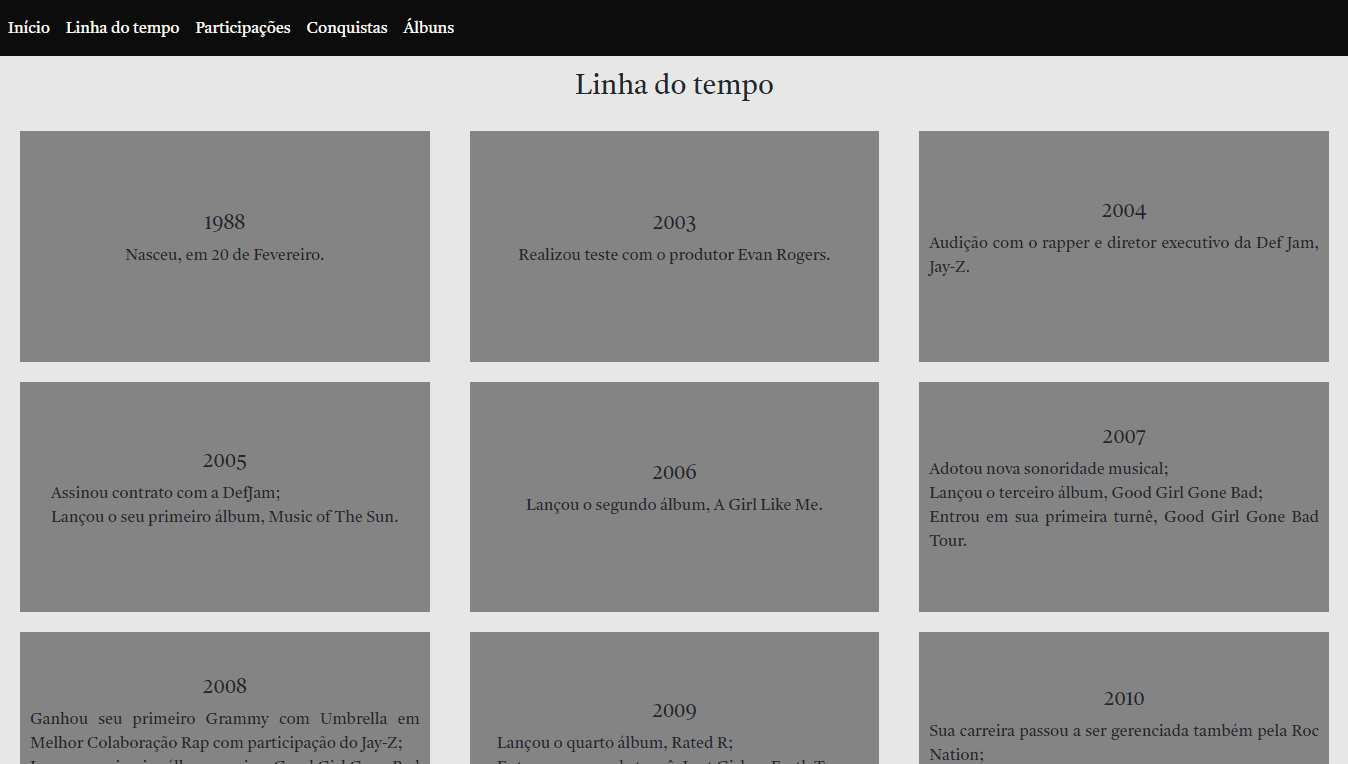 Início Linha do tempo Participações Conquistas Álbuns
Linha do tempo
1988
Nasceu, em 20 de Fevereiro.
2003
Realizou teste com o produtor Evan Rogers.
2004
Audição com o rapper e diretor executivo da Def Jam,
Jay-Z.
2005
Assinou contrato com a DefJam;
Lançou o seu primeiro álbum, Music of The Sun.
2006
Lançou o segundo álbum, A Girl Like Me.
2007
Adotou nova sonoridade musical;
Lançou o terceiro álbum, Good Girl Gone Bad;
Entrou em sua primeira turnê, Good Girl Gone Bad
Tour.
2008
Ganhou seu primeiro Grammy com Umbrella em
Melhor Colaboração Rap com participação do Jay-Z;
2009
Lançou o quarto álbum, Rated R;
2010
Sua carreira passou a ser gerenciada também pela Roc
Nation;